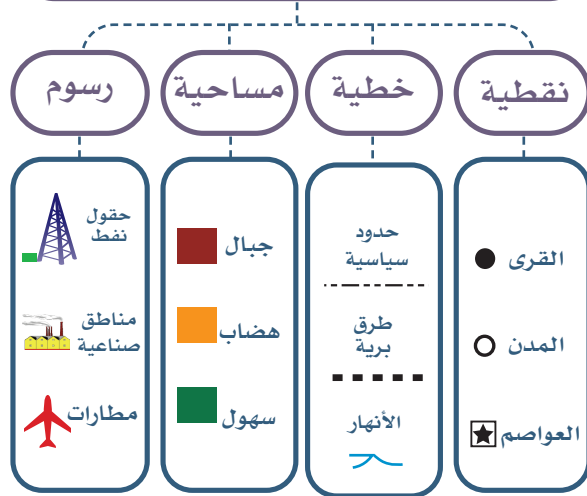 نقطية
خطية
مساحية
رسوم
القرى
المدن
العواصم
حدود
سياسية
طرق
برية
الأنهار
جبال
هضاب
سهول
حقول
نفط
مناطق
صناعية
مطارات